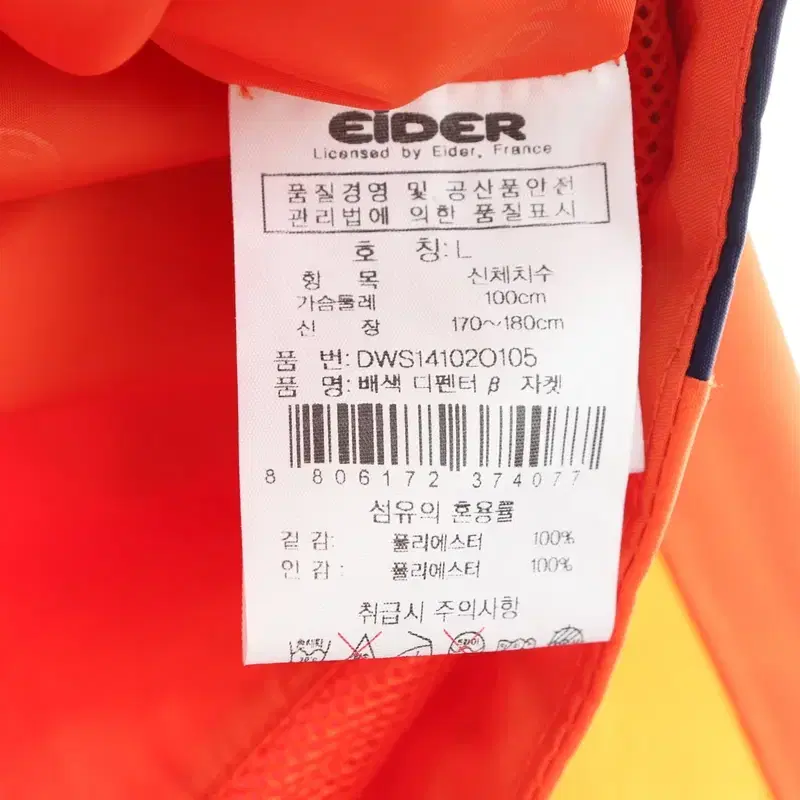 EiDER
Licensed by Eider, France
품질경영 및 공산품안전
관리법에 의한 품질표시
호 칭: L
항 목 신체치수
가슴둘레 100cm
신 장 170~180cm
품 번: DWS14102O105
품 명: 배색 디펜터 β 자켓
8 806172 374077
섬유의 혼용률
겉 감: 폴리에스터 100%
안 감: 폴리에스터 100%
취급시 주의사항